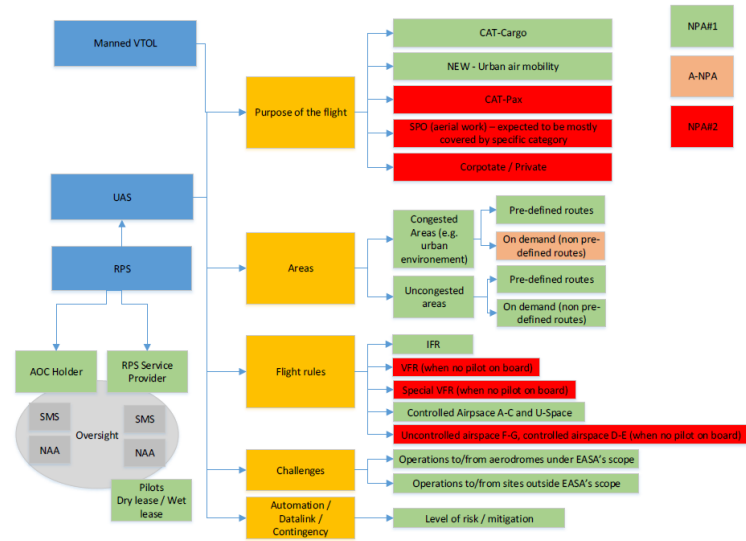 Manned VTOL
UAS
RPS
AOC Holder
RPS Service
Provider
SMS
NAA
Oversight
SMS
NAA
Pilots
Dry lease / Wet
lease
Purpose of the flight
CAT-Cargo
NEW - Urban air mobility
CAT-Pax
SPO (aerial work) – expected to be mostly
covered by specific category
Corpotate / Private
Areas
Congested
Areas (e.g.
urban
environement)
Pre-defined routes
On demand (non pre-
defined routes)
Uncongested
areas
Pre-defined routes
On demand (non pre-
defined routes)
Flight rules
IFR
VFR (when no pilot on board)
Special VFR (when no pilot on board)
Controlled Airpsace A-C and U-Space
Uncontrolled airspace F-G, controlled airspace D-E (when no pilot on board)
Challenges
Operations to/from aerodromes under EASA's scope
Operations to/from sites outside EASA's scope
Automation /
Datalink /
Contingency
Level of risk / mitigation
NPA#1
A-NPA
NPA#2